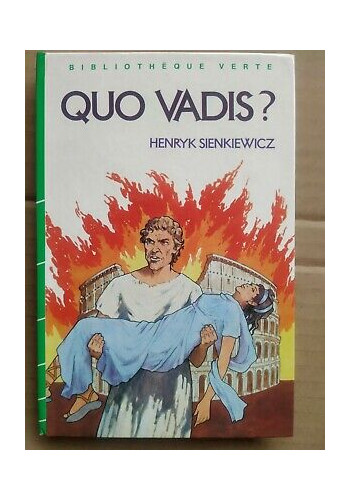 BIBLIOTHÈQUE VERTE
QUO VADIS?
HENRYK SIENKIEWICZ